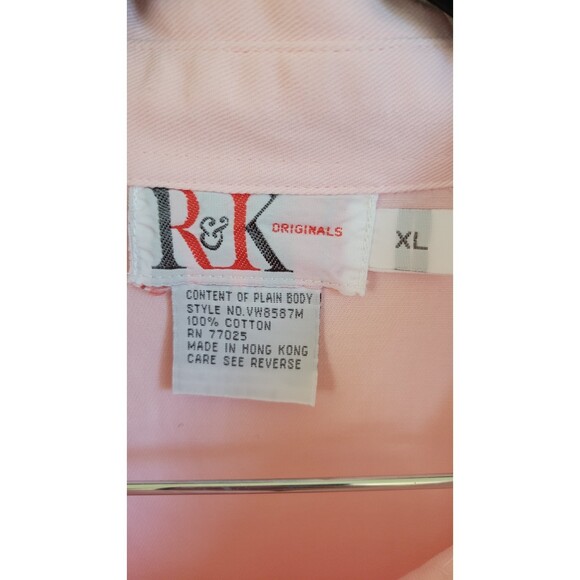 R&K ORIGINALS
XL
CONTENT OF PLAIN BODY
STYLE NO.VW8587M
100% COTTON
RN 77025
MADE IN HONG KONG
CARE SEE REVERSE